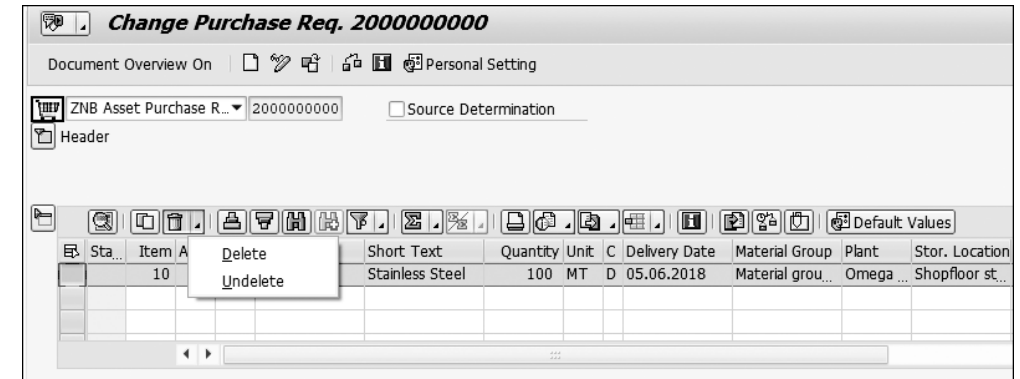 Change Purchase Req. 2000000000
Document Overview On Personal Setting
ZNB Asset Purchase R... 2000000000 Source Determination
Header
Default Values
Sta... Item A Short Text Quantity Unit C Delivery Date Material Group Plant Stor. Location
10 Stainless Steel 100 MT D 05.06.2018 Material grou... Omega ... Shopfloor st...
Delete
Undelete